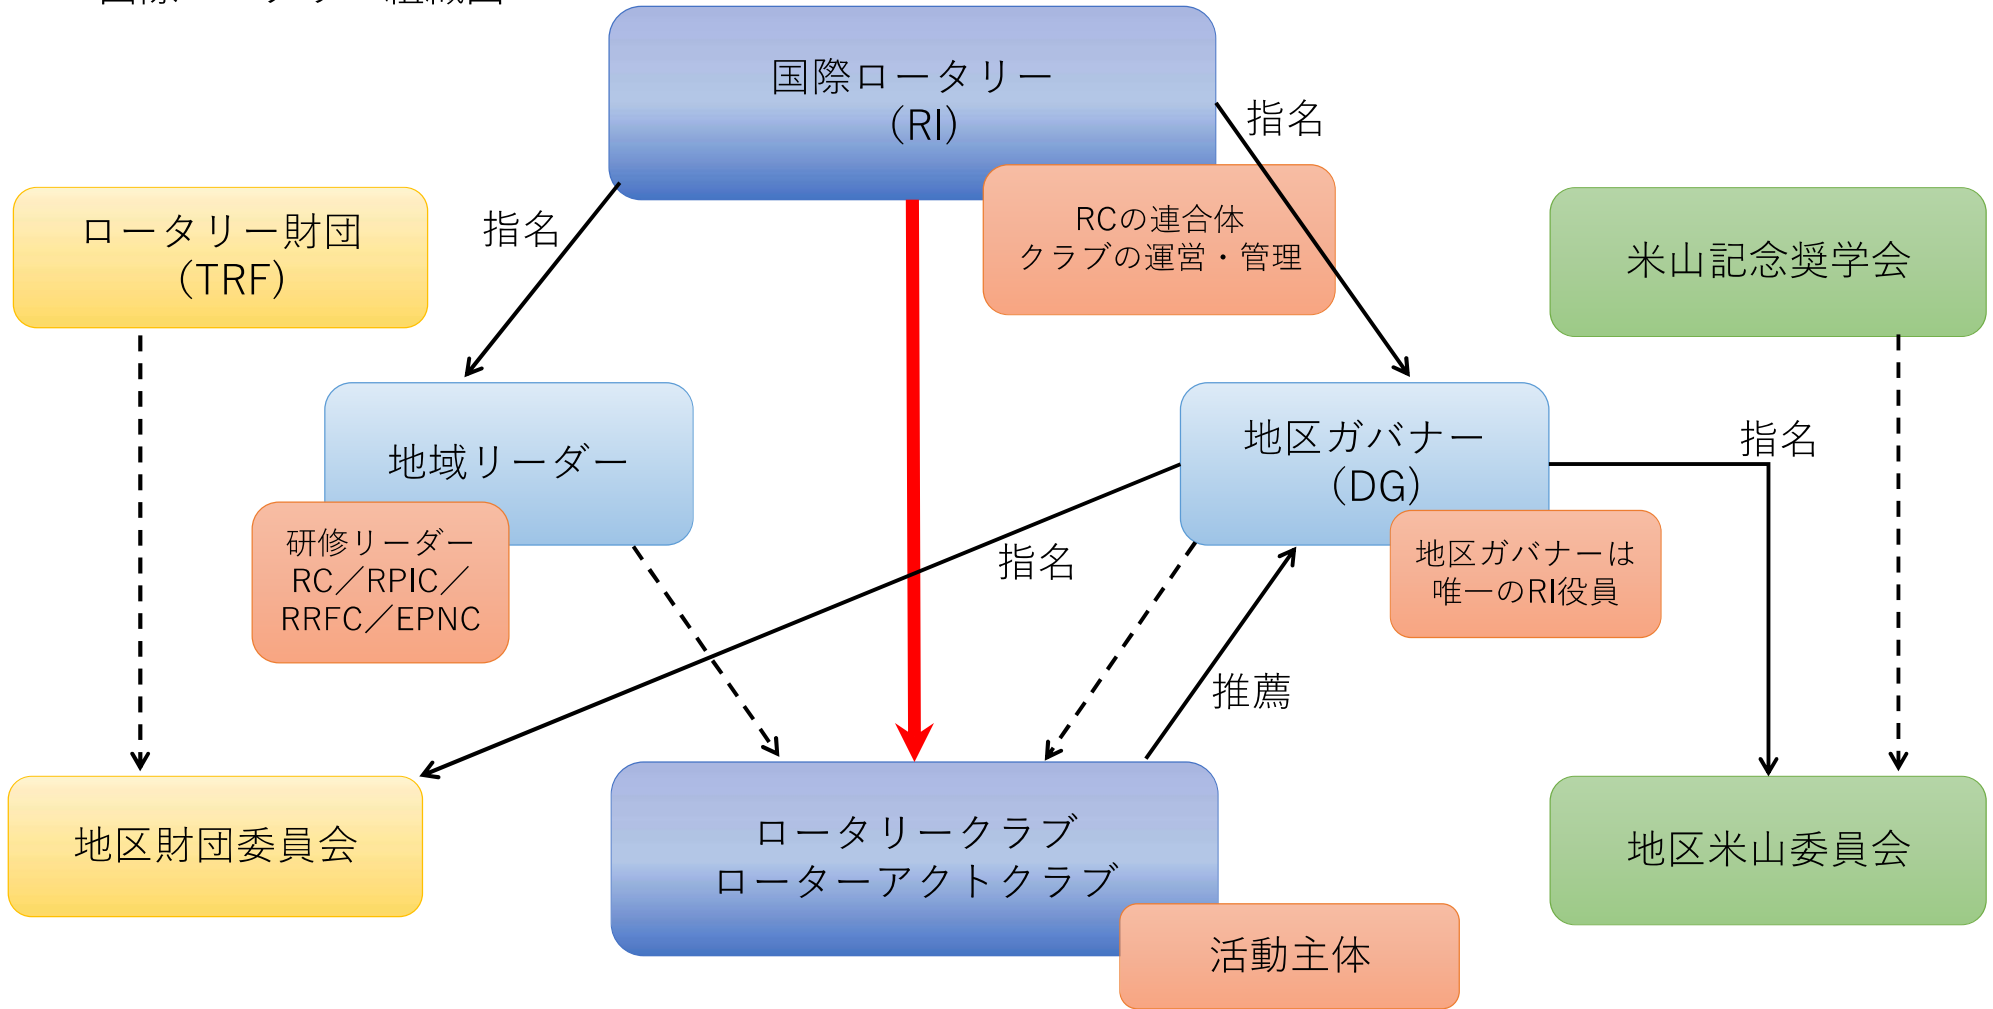 国際ロータリー
(RI)
指名
RCの連合体
クラブの運営・管理
ロータリー財団
(TRF)
指名
米山記念奨学会
地域リーダー
研修リーダー
RC／RPIC／
RRFC／EPNC
地区ガバナー
(DG)
地区ガバナーは
唯一のRI役員
指名
指名
推薦
地区財団委員会
ロータリークラブ
ローターアクトクラブ
活動主体
地区米山委員会